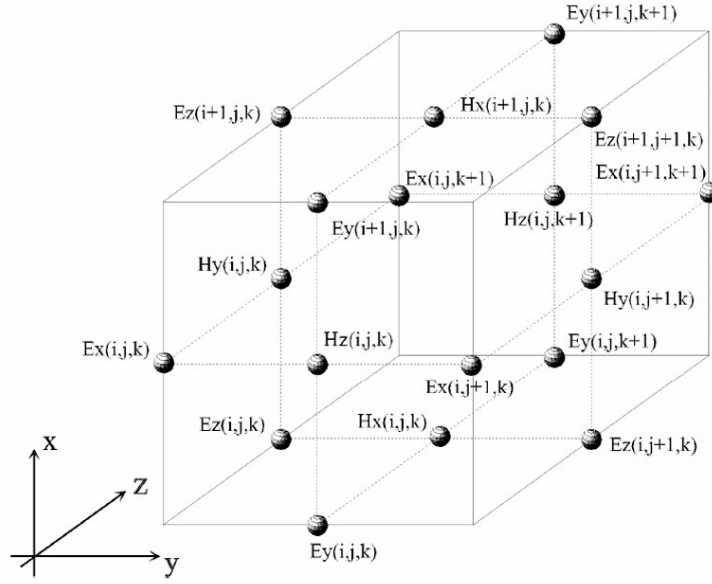 Ey(i+1,j,k+1)
Ez(i+1,j,k)
Hx(i+1,j,k)
Ez(i+1,j+1,k)
Ex(i,j,k+1)
Ex(i,j+1,k+1)
Ey(i+1,j,k)
Hz(i,j,k+1)
Hy(i,j,k)
Hy(i,j+1,k)
Ex(i,j,k)
Hz(i,j,k)
Ey(i,j,k+1)
Ex(i,j+1,k)
Ez(i,j,k)
Hx(i,j,k)
Ez(i,j+1,k)
x
z
y
Ey(i,j,k)